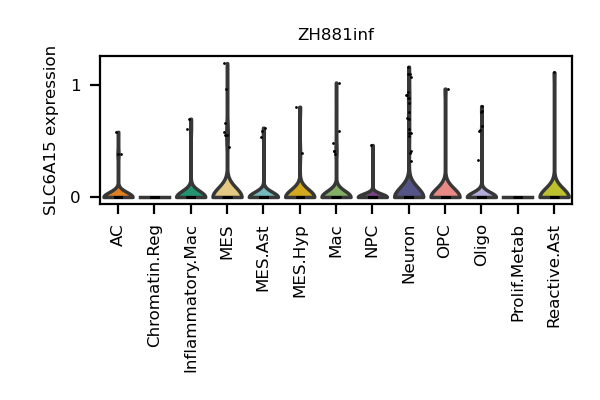 ZH881inf
SLC6A15 expression
1
0
AC
Chromatin.Reg
Inflammatory.Mac
MES
MES.Ast
MES.Hyp
Mac
NPC
Neuron
OPC
Oligo
Prolif.Metab
Reactive.Ast